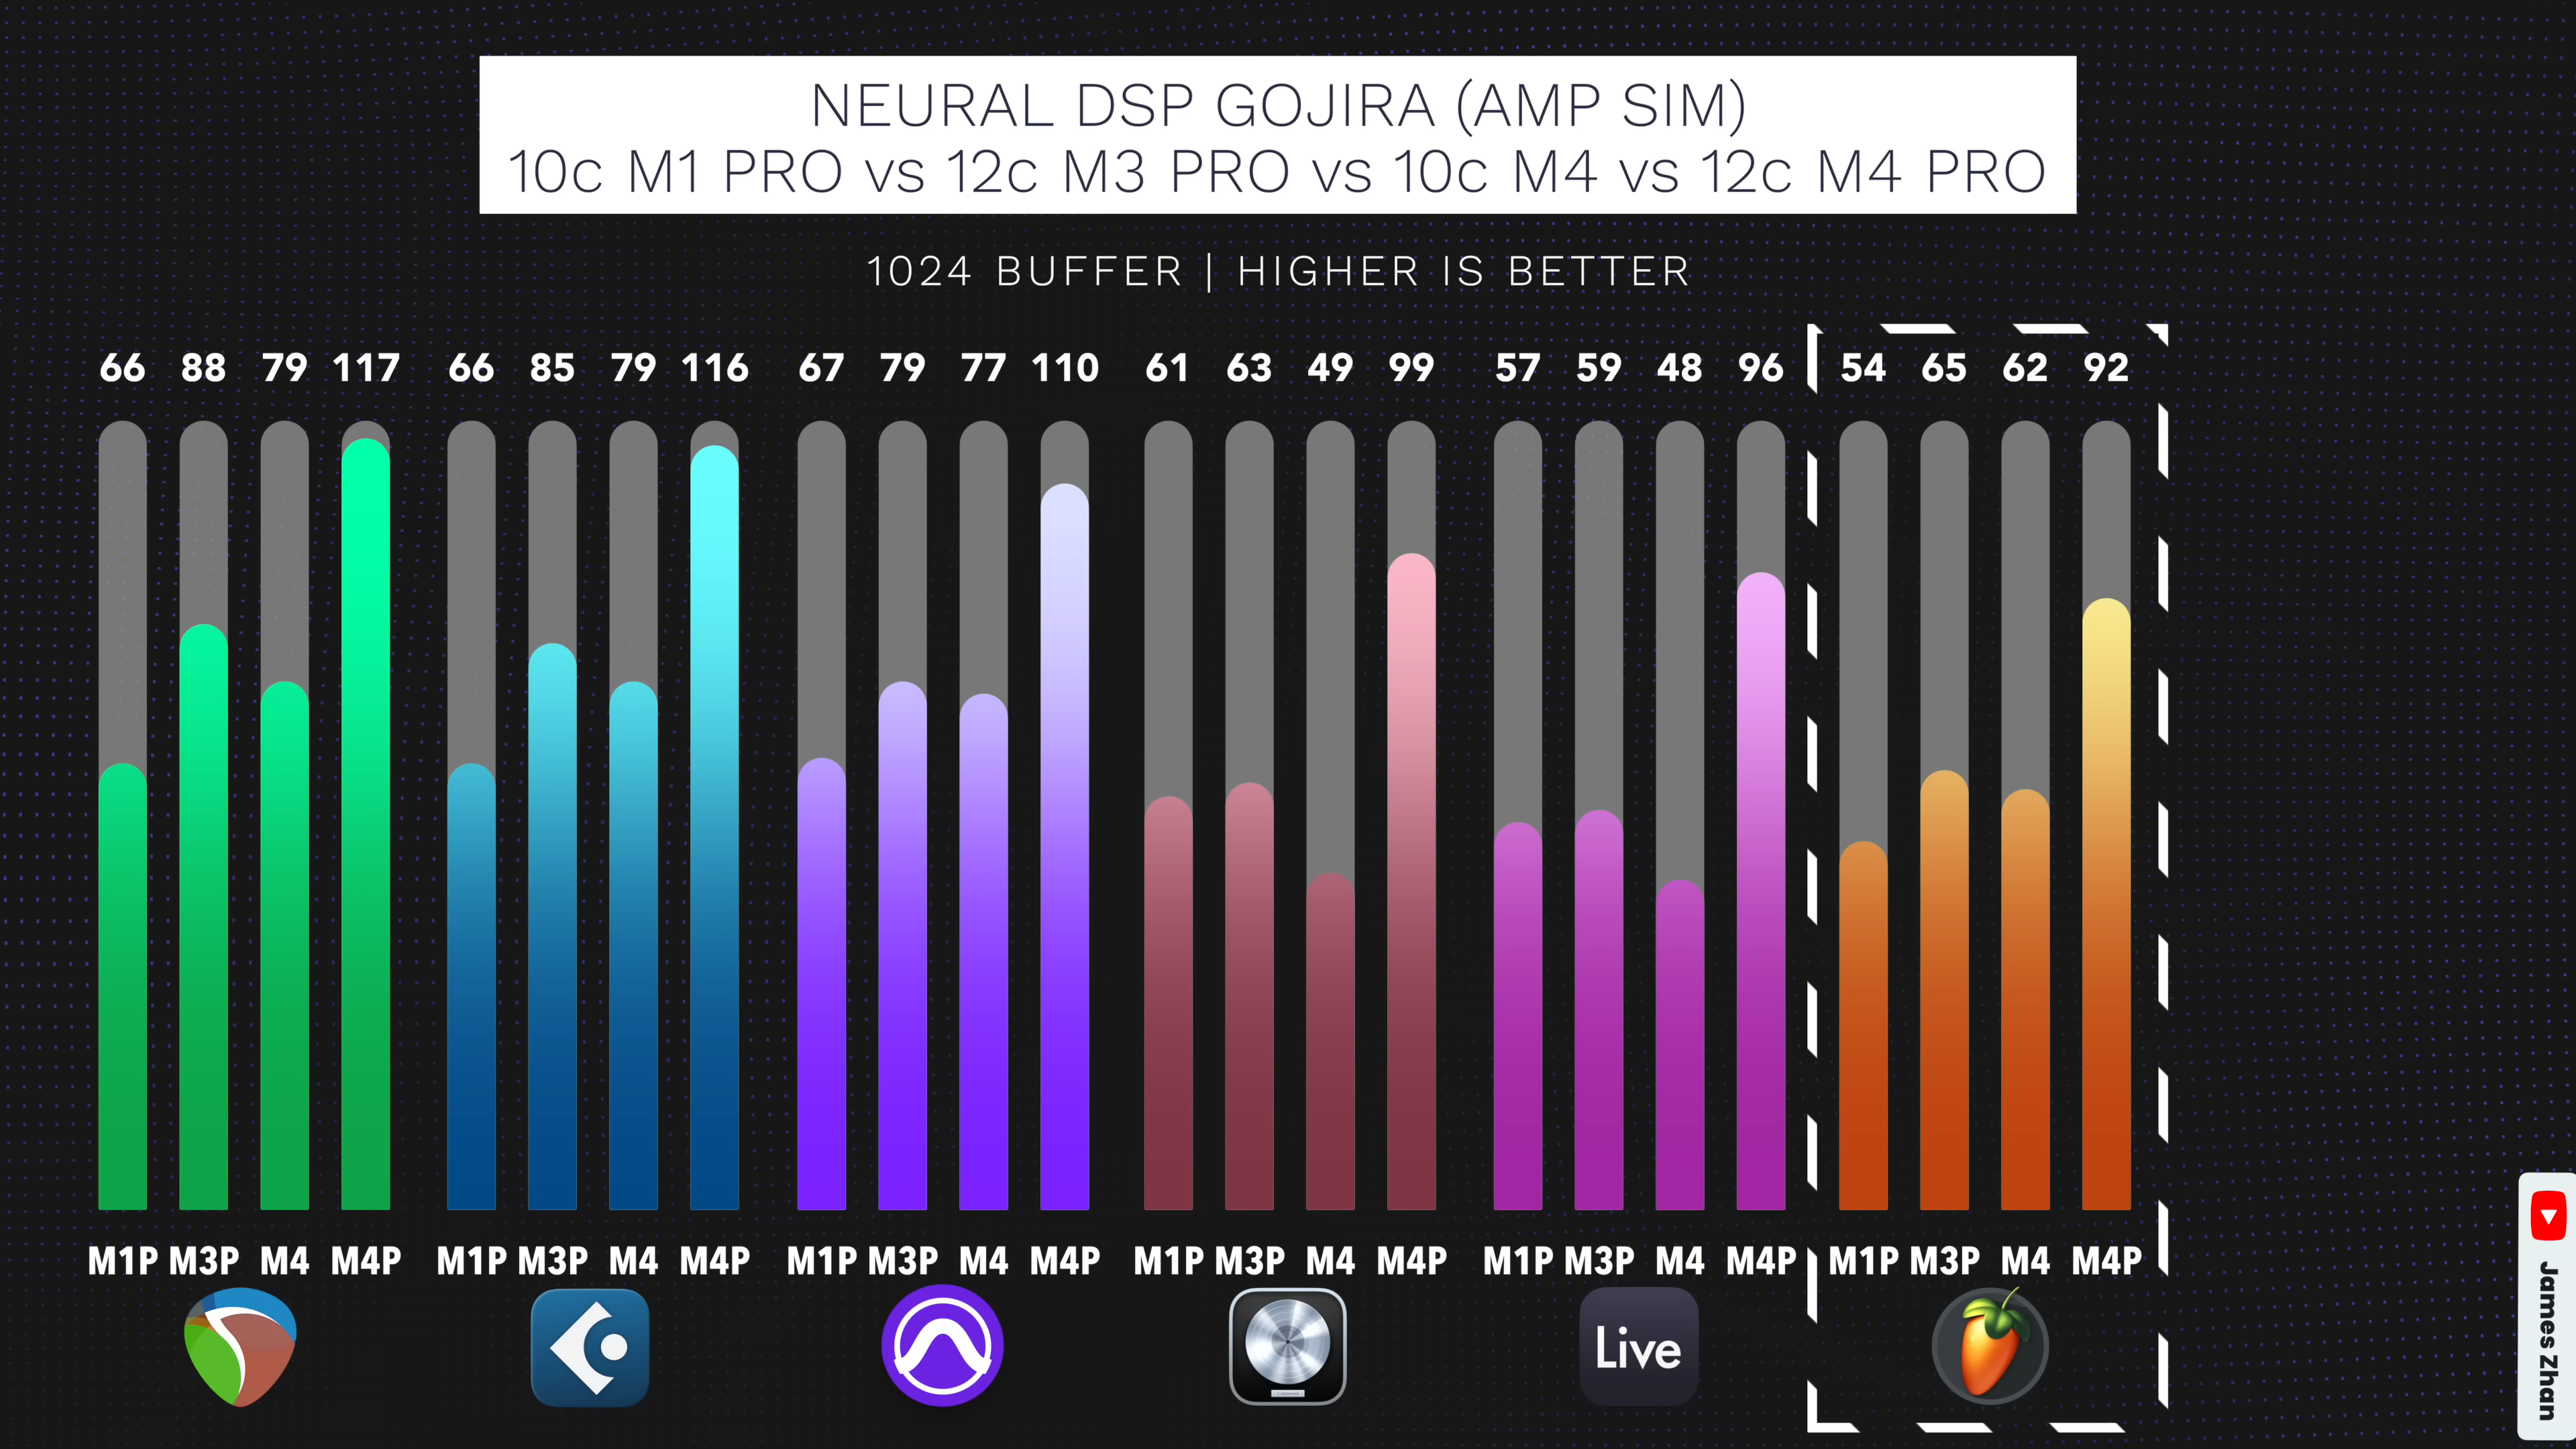 NEURAL DSP GOJIRA (AMP SIM)
10c M1 PRO vs 12c M3 PRO vs 10c M4 vs 12c M4 PRO
1024 BUFFER | HIGHER IS BETTER
66 88 79 117 66 85 79 116 67 79 77 110 61 63 49 99 57 59 48 96 54 65 62 92
M1P M3P M4 M4P M1P M3P M4 M4P M1P M3P M4 M4P M1P M3P M4 M4P M1P M3P M4 M4P M1P M3P M4 M4P
Live
James Zhan